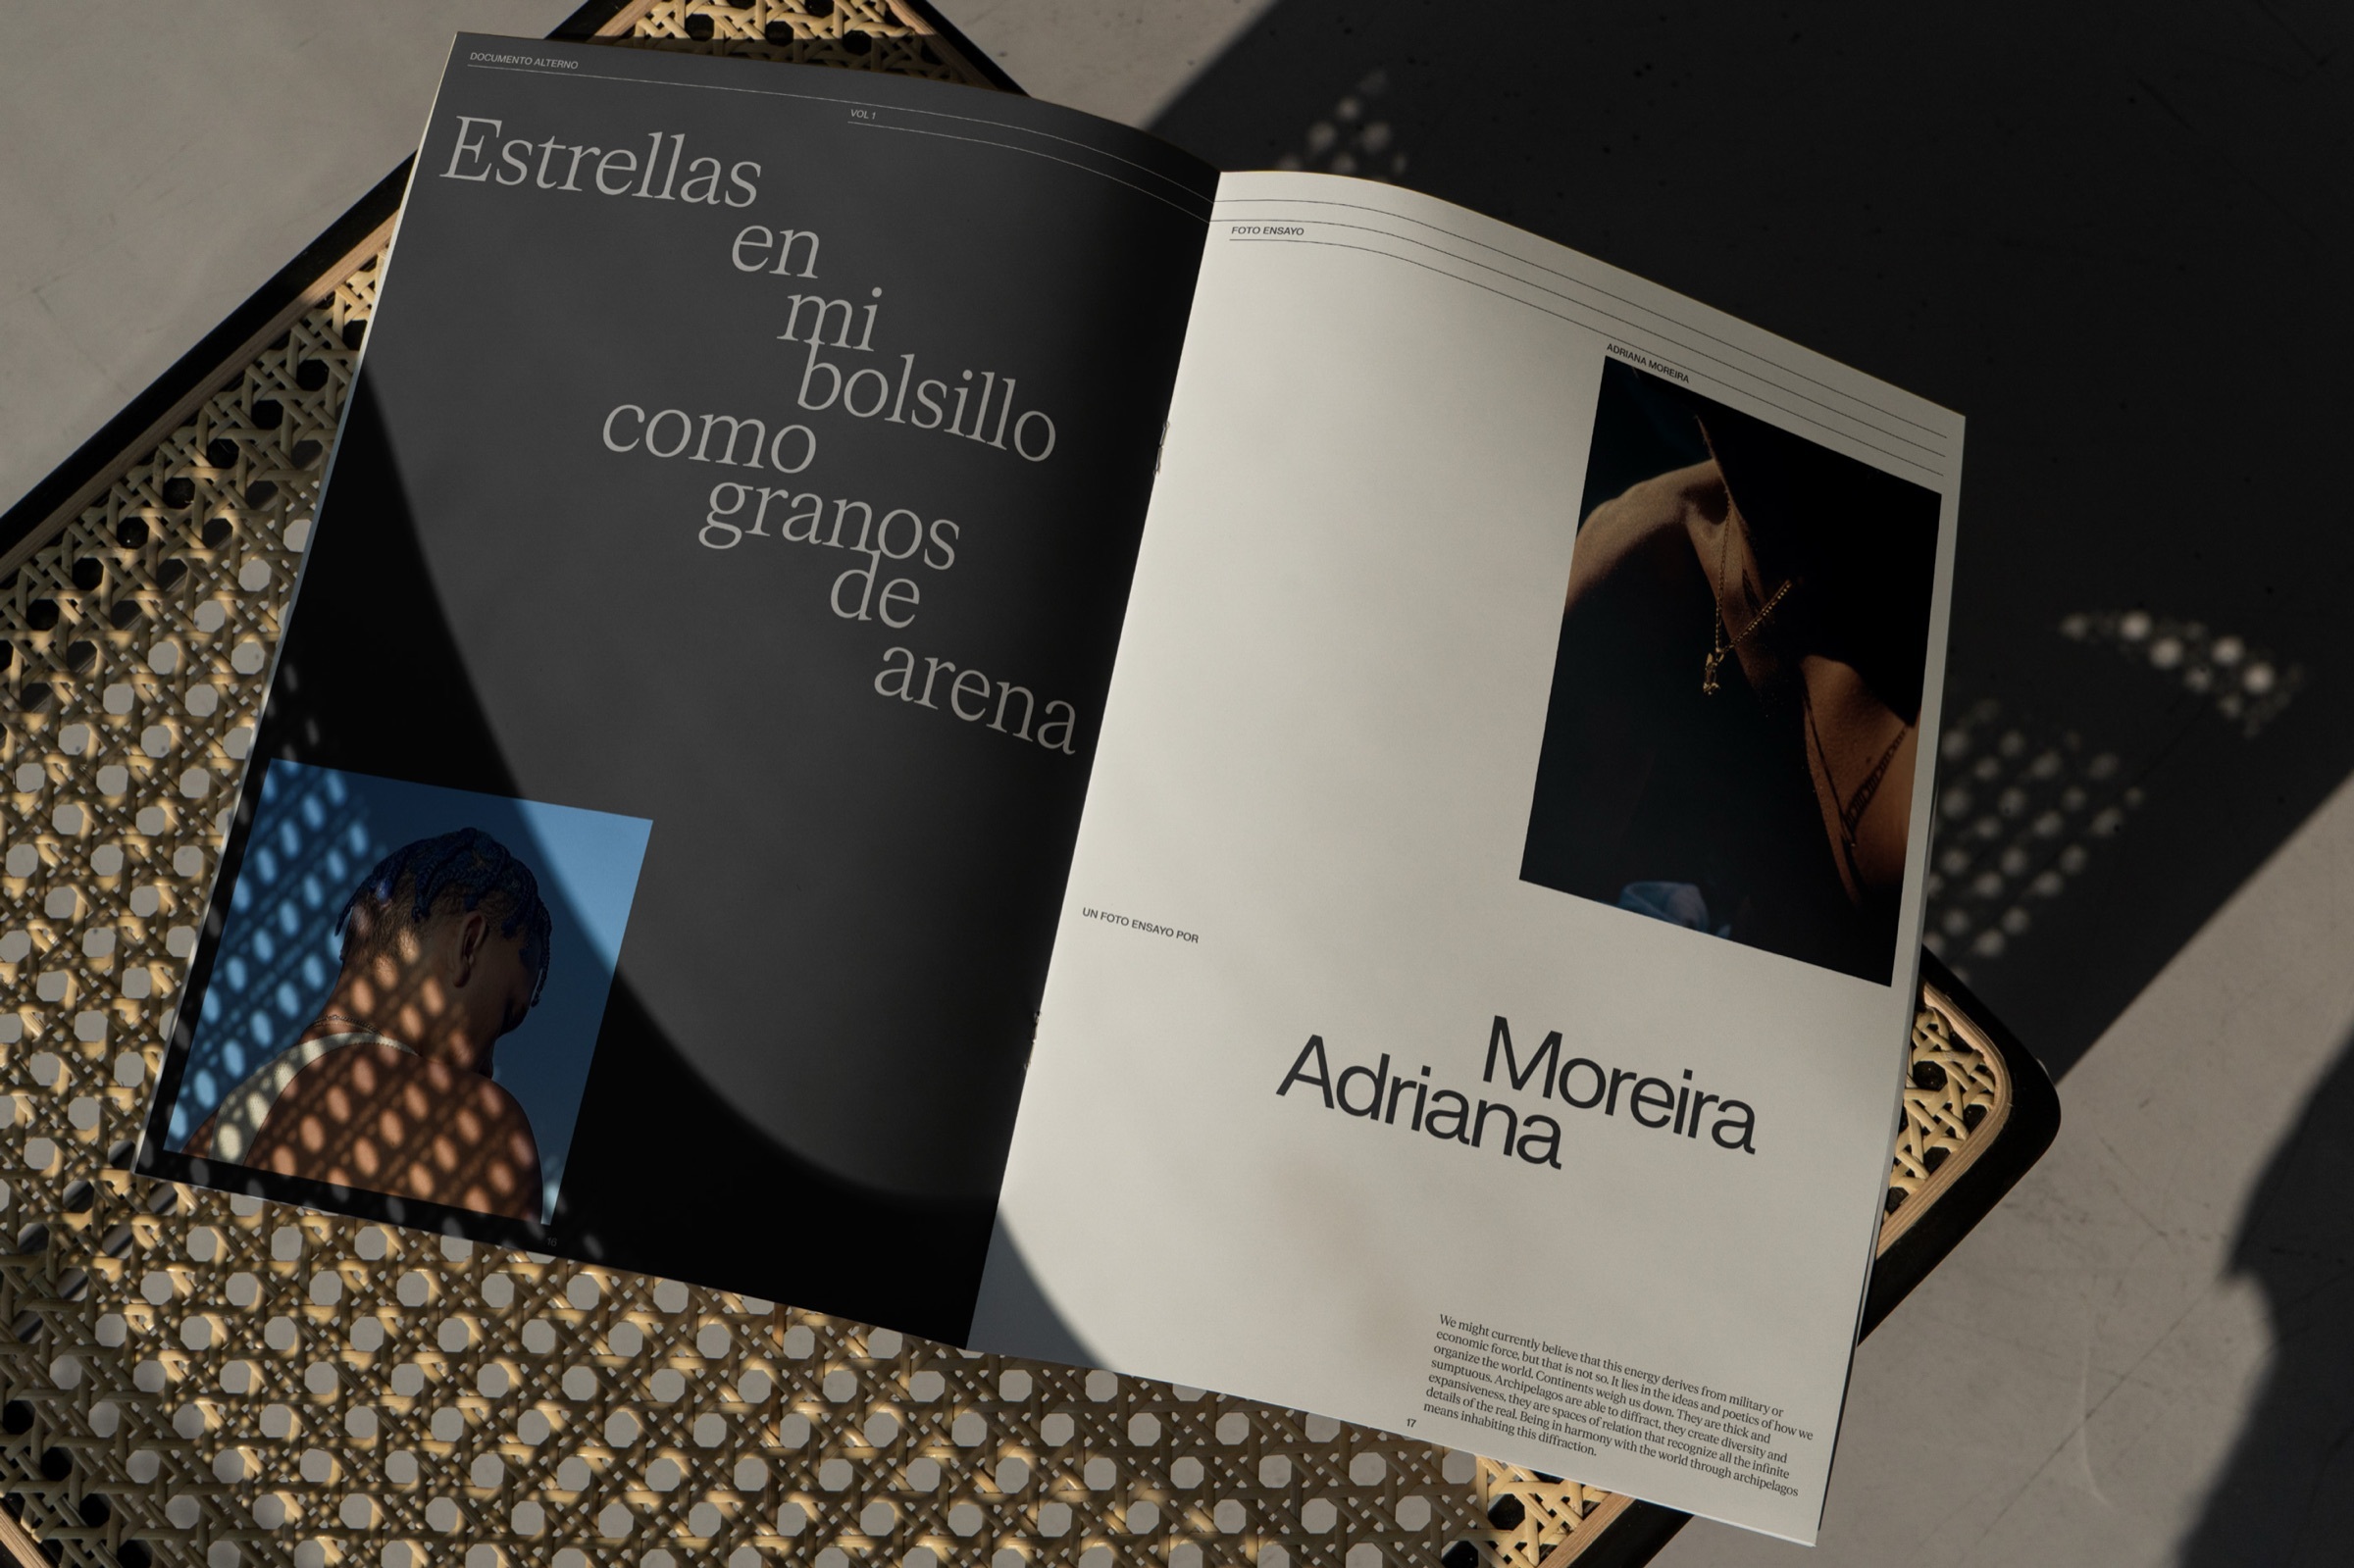 DOCUMENTO ALTERNO
VOL 1
Estrellas
en
mi
bolsillo
como
granos
de
arena
16
FOTO ENSAYO
ADRIANA MOREIRA
UN FOTO ENSAYO POR
Moreira
Adriana
We might currently believe that this energy derives from military or
economic force, but that is not so. It lies in the ideas and poetics of how we
organize the world. Continents weigh us down. They are thick and
sumptuous. Archipelagos are able to diffract, they create diversity and
expansiveness, they are spaces of relation that recognize all the infinite
details of the real. Being in harmony with the world through archipelagos
means inhabiting this diffraction.
17